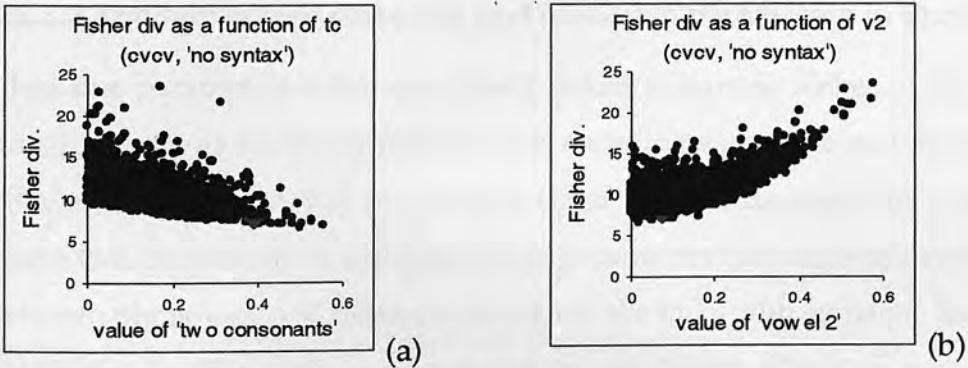 Fisher div as a function of tc
(cvcv, 'no syntax')
25
20
15
10
5
0
0 0.2 0.4 0.6
Fisher div.
value of 'two consonants'
(a)
Fisher div as a function of v2
(cvcv, 'no syntax')
25
20
15
10
5
0
0 0.2 0.4 0.6
Fisher div.
value of 'vowel 2'
(b)